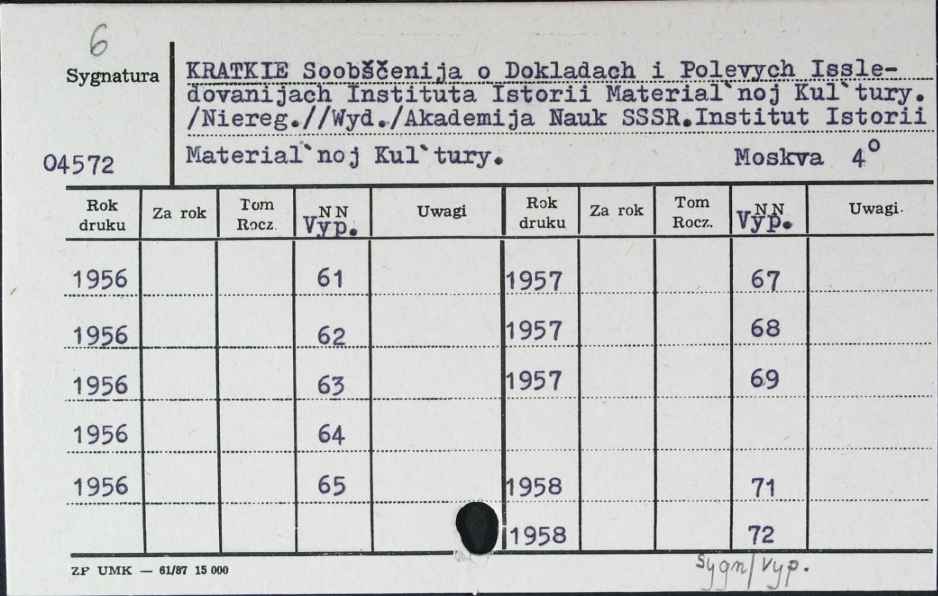 6
Sygnatura
KRATKIE Soobščenija o Dokladach i Polevych Issle-
dovanijach Instituta Istorii Material`noj Kul`tury.
/Niereg.//Wyd./Akademija Nauk SSSR.Institut Istorii
04572 Material`noj Kul`tury. Moskva 4°
Rok druku Za rok Tom Rocz. NN Vyp. Uwagi Rok druku Za rok Tom Rocz.. NN Vyp. Uwagi.
1956 61 1957 67
1956 62 1957 68
1956 63 1957 69
1956 64
1956 65 1958 71
1958 72
ZP UMK — 61/87 15 000
Sygn/Vyp.